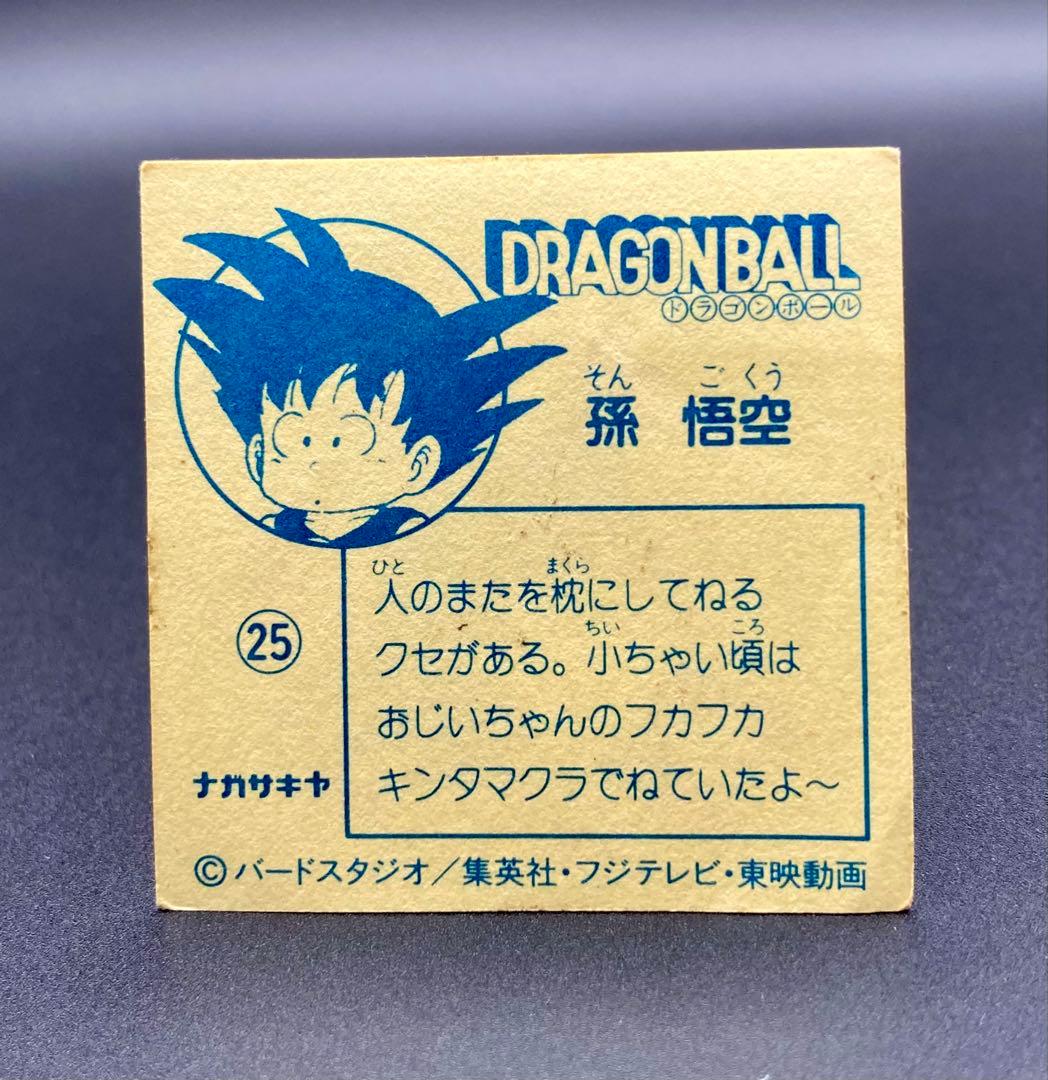 DRAGON BALL
ドラゴンボール
そん ご くう
孫 悟空
ひと まくら
人のまたを枕にしてねる
ちい ころ
クセがある。小ちゃい頃は
おじいちゃんのフカフカ
キンタマクラでねていたよ〜
25
ナガサキヤ
©バードスタジオ/集英社・フジテレビ・東映動画